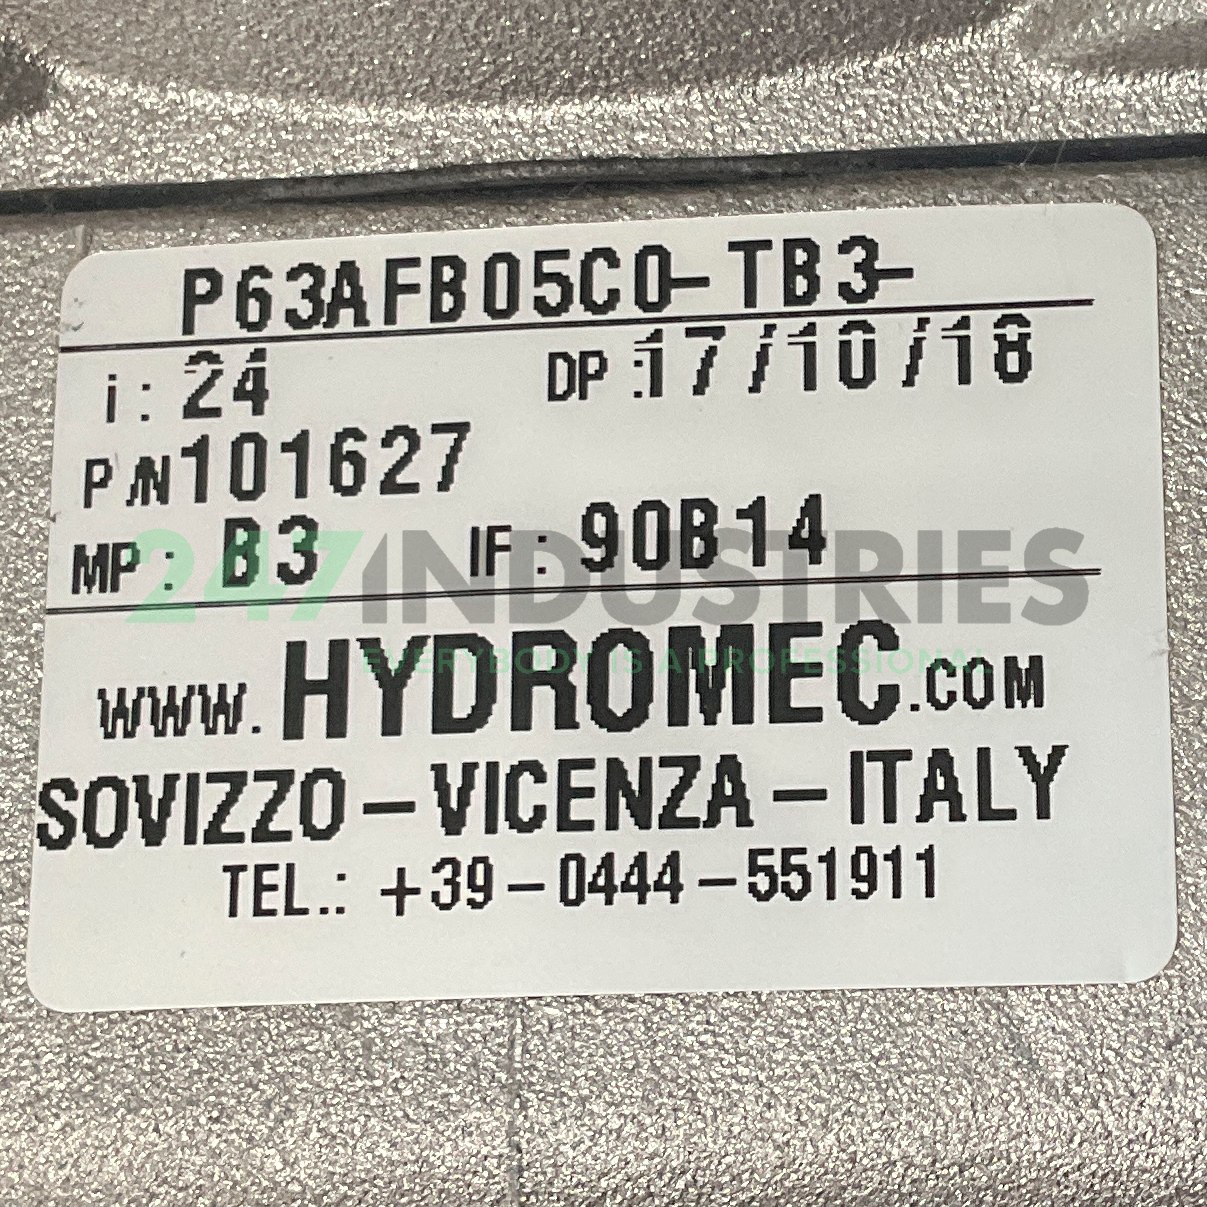 P63AFB05C0-TB3-
i: 24 DP:17/10/18
P/N101627
MP: B3 IF: 90B14
247INDUSTRIES
EVERYBODY IS A PROFESSIONAL
www.HYDROMEC.COM
SOVIZZO-VICENZA-ITALY
TEL.: +39-0444-551911